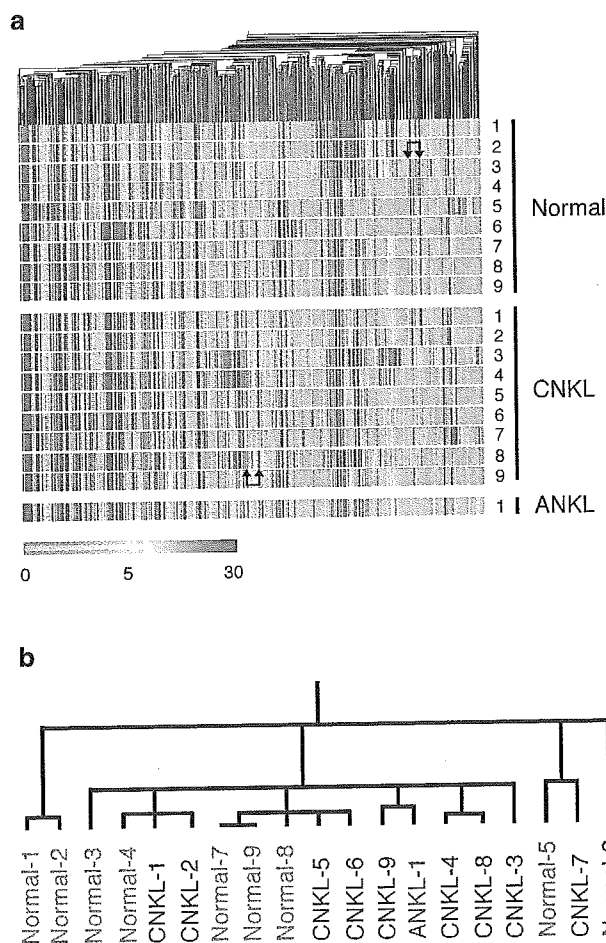 a
1
2
3
4
5
6
7
8
9
Normal
1
2
3
4
5
6
7
8
9
CNKL
1
ANKL
0 5 30
b
Normal-1
Normal-2
Normal-3
Normal-4
CNKL-1
CNKL-2
Normal-7
Normal-9
Normal-8
CNKL-5
CNKL-6
CNKL-9
ANKL-1
CNKL-4
CNKL-8
CNKL-3
Normal-5
CNKL-7